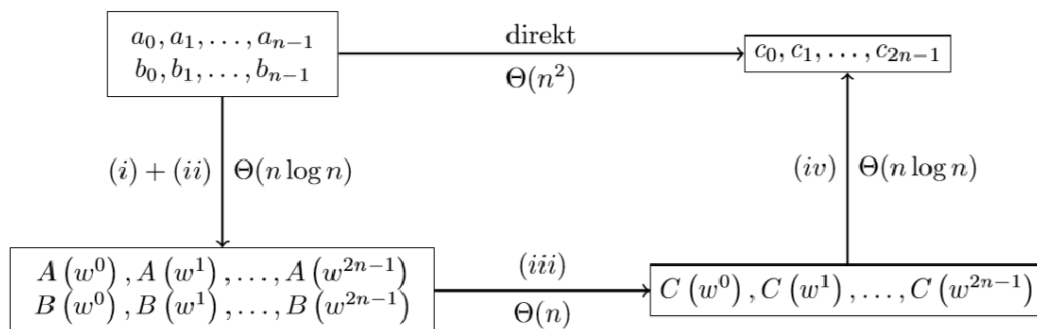 a_0, a_1, . . . , a_{n−1}
b_0, b_1, . . . , b_{n−1}
direkt
Θ(n^2)
c_0, c_1, . . . , c_{2n−1}
(i) + (ii)
Θ(n log n)
(iv)
Θ(n log n)
A (w^0) , A (w^1) , . . . , A (w^{2n−1})
B (w^0) , B (w^1) , . . . , B (w^{2n−1})
(iii)
Θ(n)
C (w^0) , C (w^1) , . . . , C (w^{2n−1})